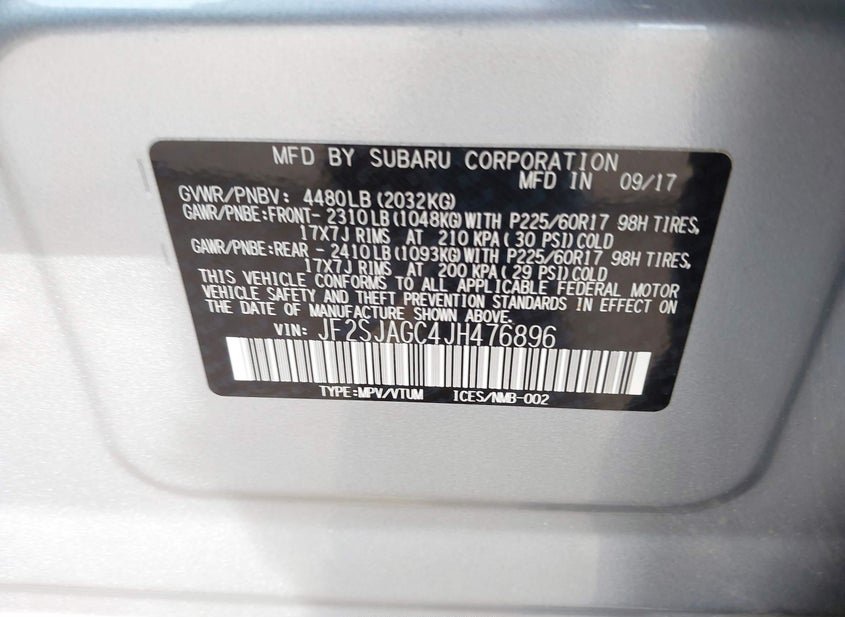 MFD BY SUBARU CORPORATION
MFD IN 09/17
GVWR/PNBV: 4480LB (2032KG)
GAWR/PNBE:FRONT- 2310LB (1048KG) WITH P225/60R17 98H TIRES,
17X7J RIMS AT 210 KPA ( 30 PSI) COLD
GAWR/PNBE:REAR - 2410LB (1093KG) WITH P225/60R17 98H TIRES,
17X7J RIMS AT 200 KPA (29 PSI) COLD
THIS VEHICLE CONFORMS TO ALL APPLICABLE FEDERAL MOTOR
VEHICLE SAFETY AND THEFT PREVENTION STANDARDS IN EFFECT ON
THE DATE OF MANUFACTURE SHOWN ABOVE.
VIN: JF2SJAGC4JH476896
TYPE:MPV/VTUM ICES/NMB-002